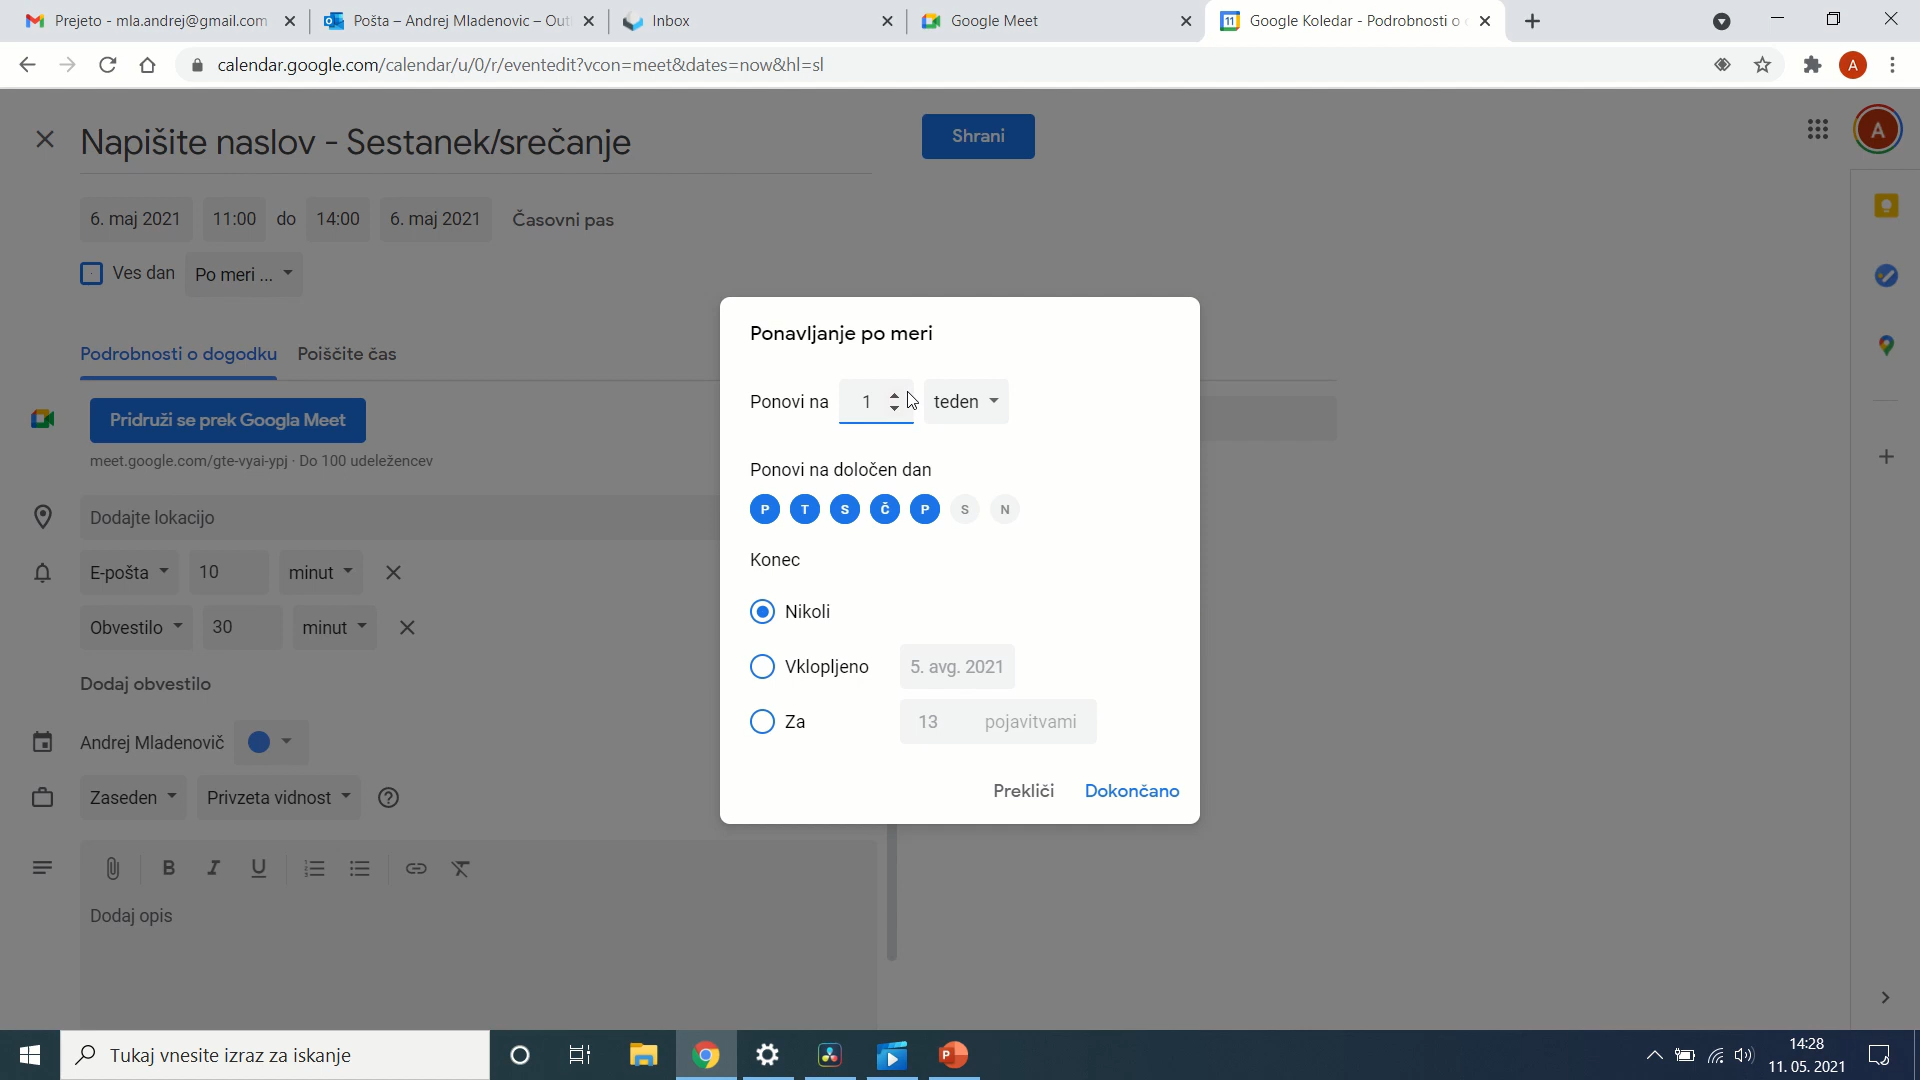 Prejeto - mla.andrej@gmail.com
Pošta – Andrej Mladenovic – Out
Inbox
Google Meet
11
Google Koledar - Podrobnosti o
calendar.google.com/calendar/u/0/r/eventedit?vcon=meet&dates=now&hl=sl
A
Napišite naslov - Sestanek/srečanje
Shrani
A
6. maj 2021
11:00
do
14:00
6. maj 2021
Časovni pas
Ves dan
Po meri ...
Podrobnosti o dogodku
Poiščite čas
Pridruži se prek Googla Meet
meet.google.com/gte-vyai-ypj · Do 100 udeležencev
Dodajte lokacijo
E-pošta
10
minut
Obvestilo
30
minut
Dodaj obvestilo
Andrej Mladenovič
Zaseden
Privzeta vidnost
B I U
Dodaj opis
Ponavljanje po meri
Ponovi na
1
teden
Ponovi na določen dan
P T S Č P S N
Konec
Nikoli
Vklopljeno
5. avg. 2021
Za
13
pojavitvami
Prekliči
Dokončano
Tukaj vnesite izraz za iskanje
P
14:28
11. 05. 2021